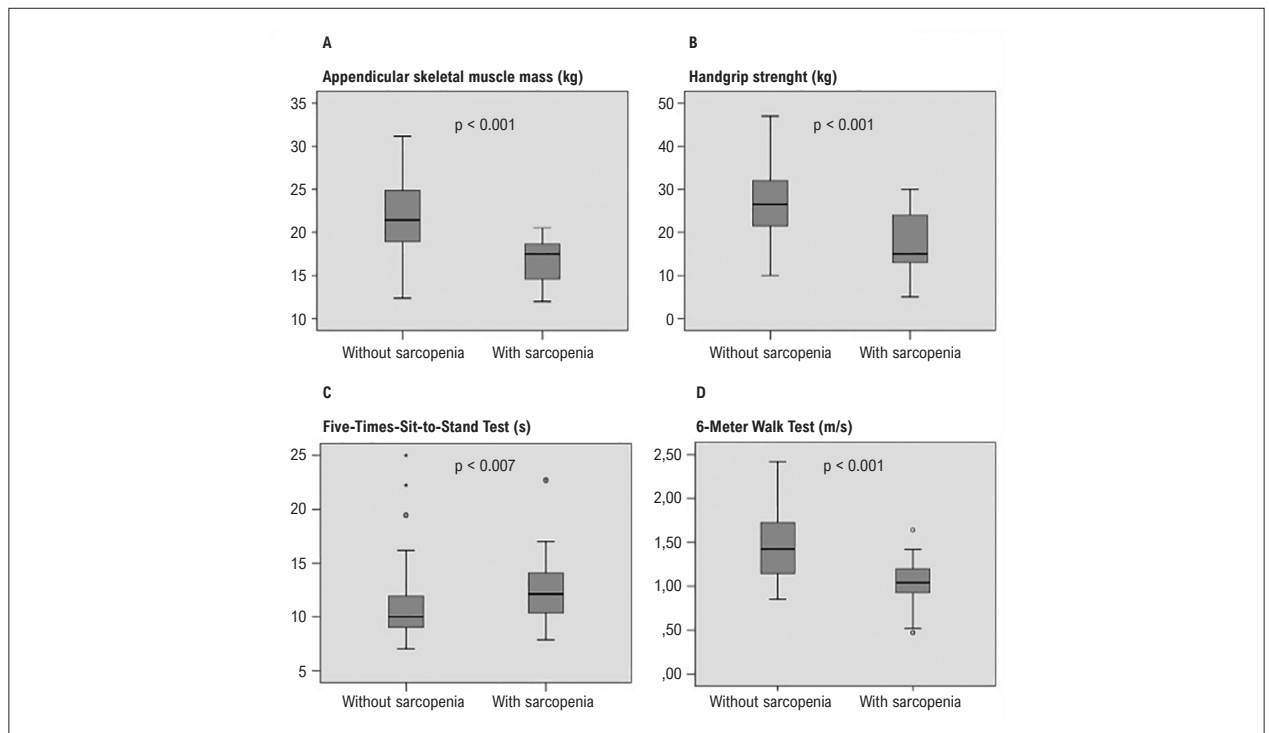 A
Appendicular skeletal muscle mass (kg)
35
30
25
20
15
10
p < 0.001
Without sarcopenia
With sarcopenia
B
Handgrip strenght (kg)
50
40
30
20
10
0
p < 0.001
Without sarcopenia
With sarcopenia
C
Five-Times-Sit-to-Stand Test (s)
25
20
15
10
5
p < 0.007
Without sarcopenia
With sarcopenia
D
6-Meter Walk Test (m/s)
2,50
2,00
1,50
1,00
,50
,00
p < 0.001
Without sarcopenia
With sarcopenia